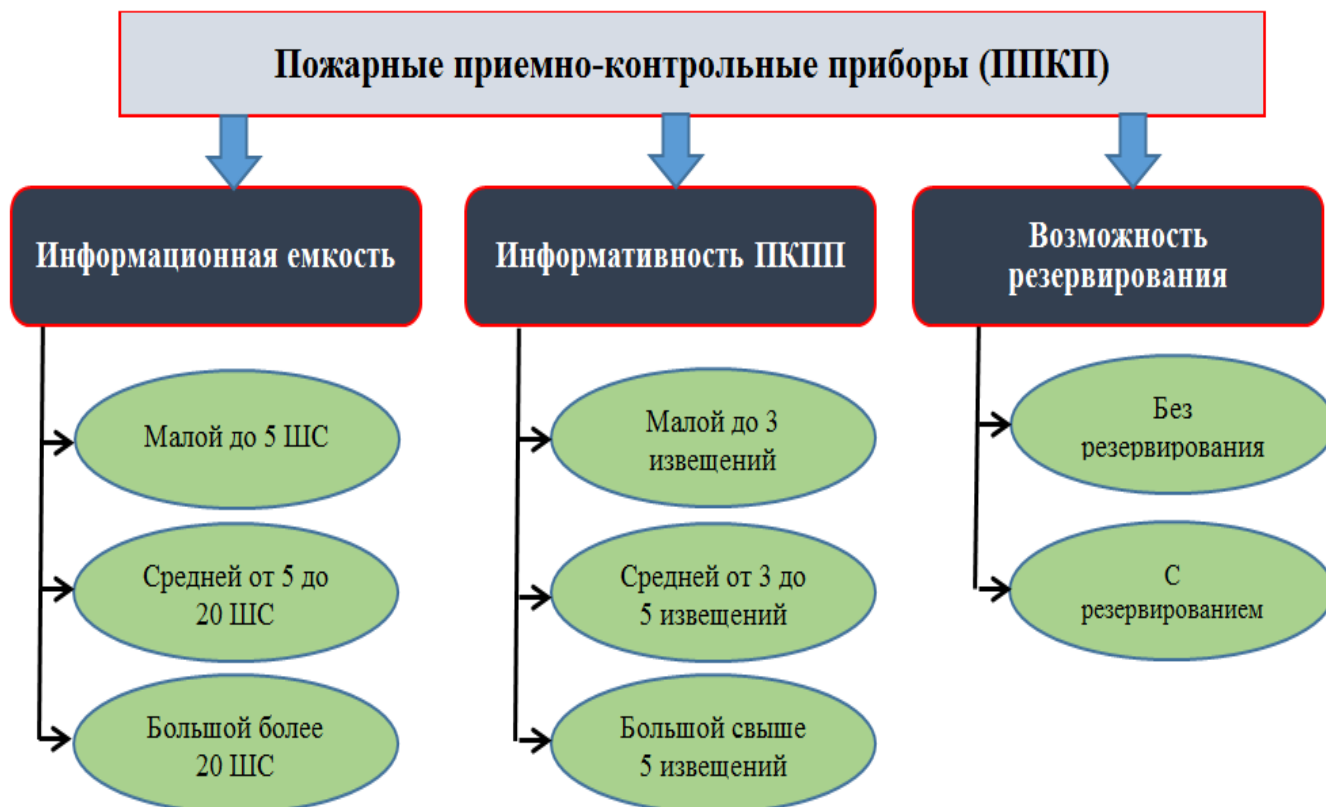 Пожарные приемно-контрольные приборы (ППКП)
Информационная емкость
Малой до 5 ШС
Средней от 5 до
20 ШС
Большой более
20 ШС
Информативность ПКПП
Малой до 3
извещений
Средней от 3 до
5 извещений
Большой свыше
5 извещений
Возможность
резервирования
Без
резервирования
С
резервированием